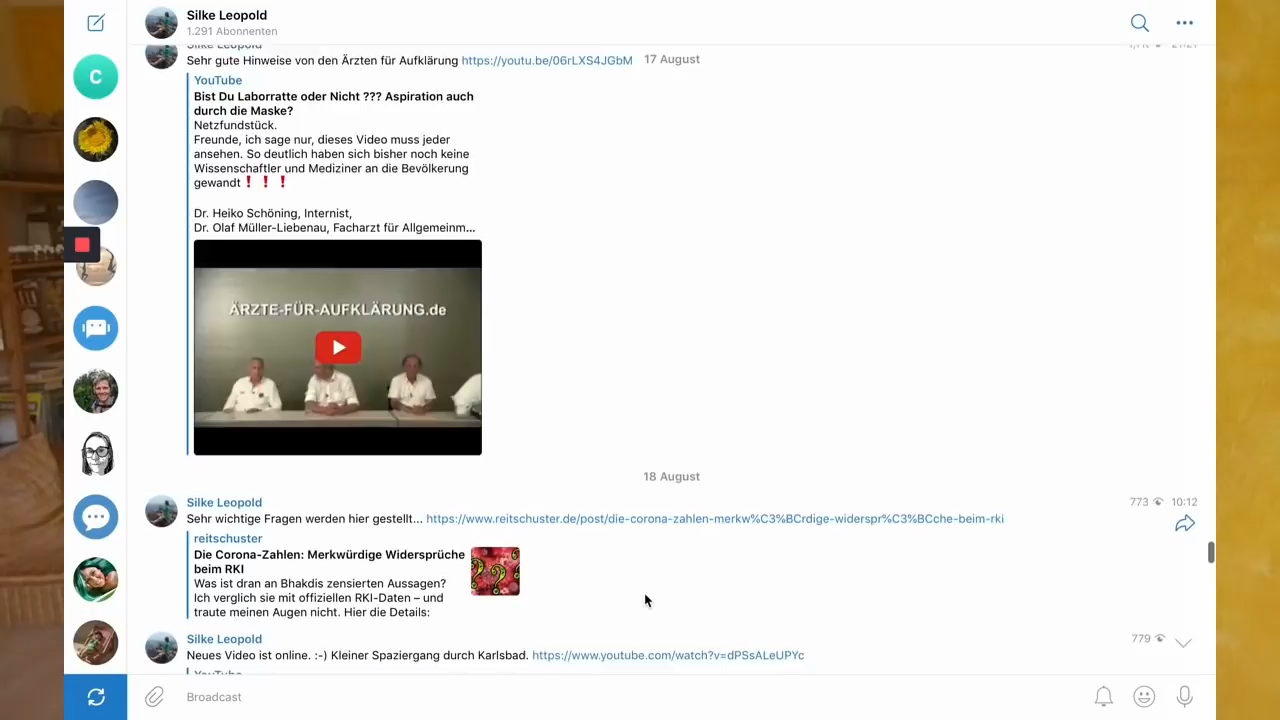 Silke Leopold
1.291 Abonnenten
C
Silke Leopold
Sehr gute Hinweise von den Ärzten für Aufklärung https://youtu.be/06rLXS4JGbM
17 August
YouTube
Bist Du Laborratte oder Nicht ??? Aspiration auch
durch die Maske?
Netzfundstück.
Freunde, ich sage nur, dieses Video muss jeder
ansehen. So deutlich haben sich bisher noch keine
Wissenschaftler und Mediziner an die Bevölkerung
gewandt ❗❗❗
Dr. Heiko Schöning, Internist,
Dr. Olaf Müller-Liebenau, Facharzt für Allgemeinm...
ÄRZTE-FÜR-AUFKLÄRUNG.de
18 August
Silke Leopold
773 10:12
Sehr wichtige Fragen werden hier gestellt... https://www.reitschuster.de/post/die-corona-zahlen-merkw%C3%BCrdige-widerspr%C3%BCche-beim-rki
reitschuster
Die Corona-Zahlen: Merkwürdige Widersprüche
beim RKI
Was ist dran an Bhakdis zensierten Aussagen?
Ich verglich sie mit offiziellen RKI-Daten – und
traute meinen Augen nicht. Hier die Details:
Silke Leopold
779
Neues Video ist online. :-) Kleiner Spaziergang durch Karlsbad. https://www.youtube.com/watch?v=dPSsALeUPYc
YouTube
Broadcast